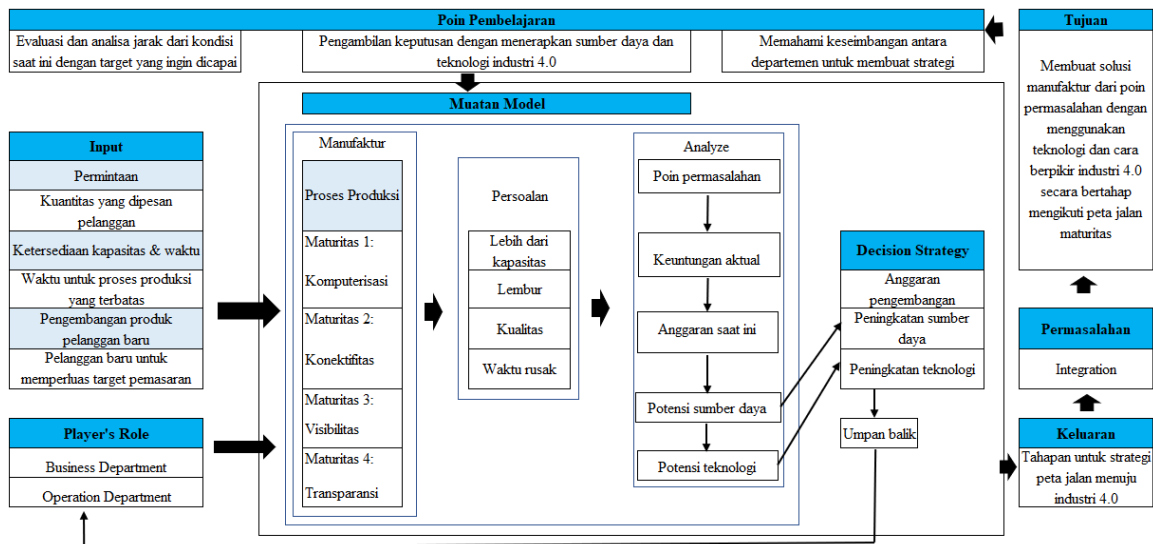 Poin Pembelajaran
Evaluasi dan analisa jarak dari kondisi
saat ini dengan target yang ingin dicapai
Pengambilan keputusan dengan menerapkan sumber daya dan
teknologi industri 4.0
Memahami keseimbangan antara
departemen untuk membuat strategi
Tujuan
Membuat solusi
manufaktur dari poin
permasalahan dengan
menggunakan
teknologi dan cara
berpikir industri 4.0
secara bertahap
mengikuti peta jalan
maturitas
Muatan Model
Input
Permintaan
Kuantitas yang dipesan
pelanggan
Ketersediaan kapasitas & waktu
Waktu untuk proses produksi
yang terbatas
Pengembangan produk
pelanggan baru
Pelanggan baru untuk
memperluas target pemasaran
Player's Role
Business Department
Operation Department
Manufaktur
Proses Produksi
Maturitas 1:
Komputerisasi
Maturitas 2:
Konektifitas
Maturitas 3:
Visibilitas
Maturitas 4:
Transparansi
Persoalan
Lebih dari
kapasitas
Lembur
Kualitas
Waktu rusak
Analyze
Poin permasalahan
Keuntungan aktual
Anggaran saat ini
Potensi sumber daya
Potensi teknologi
Decision Strategy
Anggaran
pengembangan
Peningkatan sumber
daya
Peningkatan teknologi
Umpan balik
Permasalahan
Integration
Keluaran
Tahapan untuk strategi
peta jalan menuju
industri 4.0